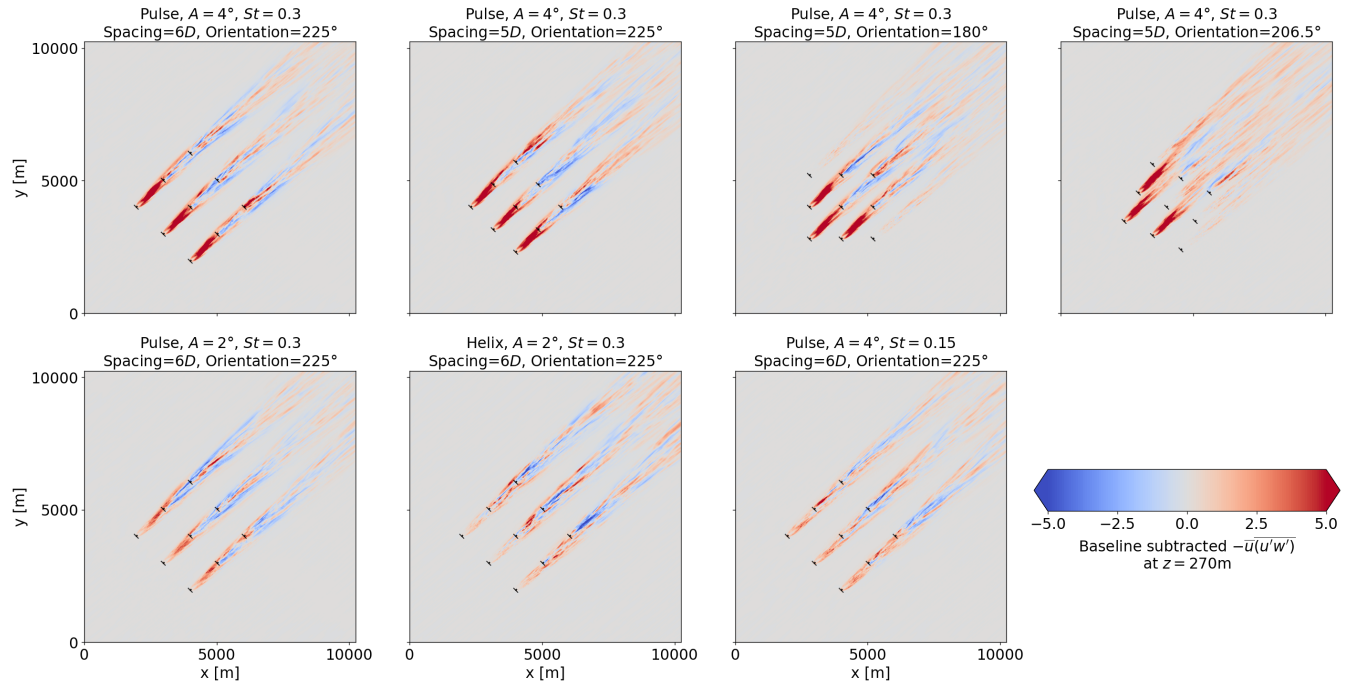 Pulse, A = 4°, St = 0.3
Spacing=6D, Orientation=225°
Pulse, A = 4°, St = 0.3
Spacing=5D, Orientation=225°
Pulse, A = 4°, St = 0.3
Spacing=5D, Orientation=180°
Pulse, A = 4°, St = 0.3
Spacing=5D, Orientation=206.5°
10000
5000
0
y [m]
Pulse, A = 2°, St = 0.3
Spacing=6D, Orientation=225°
Helix, A = 2°, St = 0.3
Spacing=6D, Orientation=225°
Pulse, A = 4°, St = 0.15
Spacing=6D, Orientation=225°
10000
5000
0
y [m]
0 5000 10000
x [m]
0 5000 10000
x [m]
0 5000 10000
x [m]
−5.0 −2.5 0.0 2.5 5.0
Baseline subtracted −u̅(u′w′)̅
at z = 270m